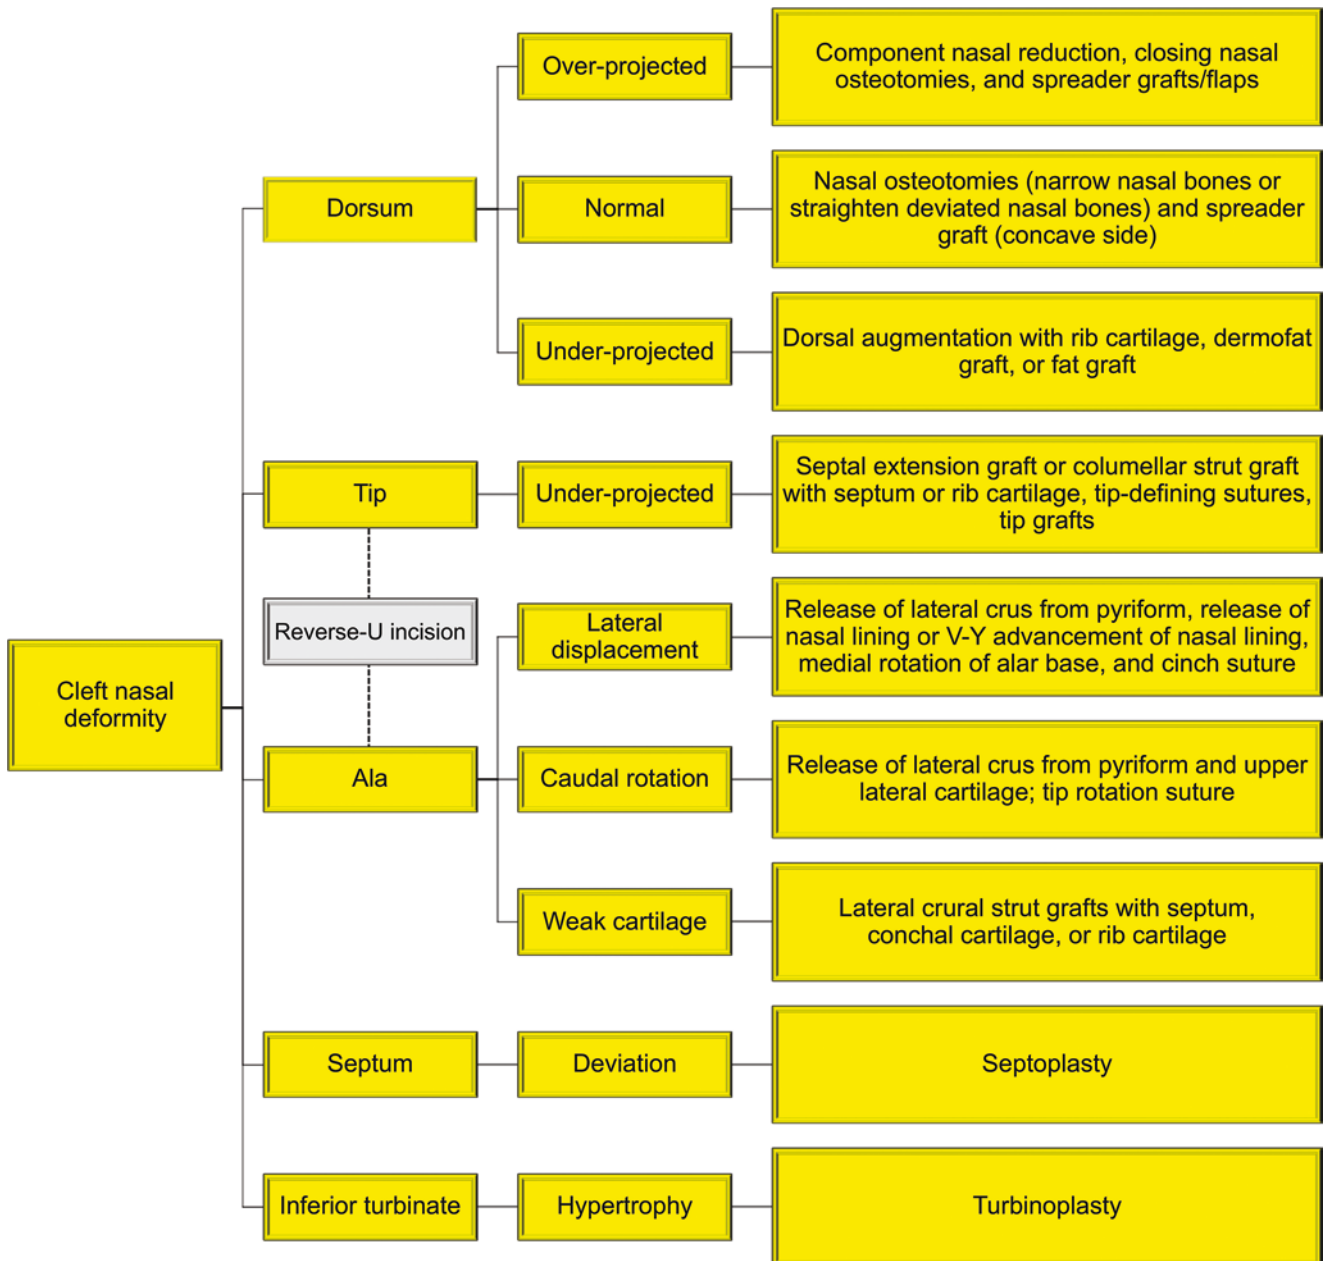 Over-projected
Component nasal reduction, closing nasal
osteotomies, and spreader grafts/flaps
Dorsum
Normal
Nasal osteotomies (narrow nasal bones or
straighten deviated nasal bones) and spreader
graft (concave side)
Under-projected
Dorsal augmentation with rib cartilage, dermofat
graft, or fat graft
Tip
Under-projected
Septal extension graft or columellar strut graft
with septum or rib cartilage, tip-defining sutures,
tip grafts
Reverse-U incision
Lateral
displacement
Release of lateral crus from pyriform, release of
nasal lining or V-Y advancement of nasal lining,
medial rotation of alar base, and cinch suture
Cleft nasal
deformity
Ala
Caudal rotation
Release of lateral crus from pyriform and upper
lateral cartilage; tip rotation suture
Weak cartilage
Lateral crural strut grafts with septum,
conchal cartilage, or rib cartilage
Septum
Deviation
Septoplasty
Inferior turbinate
Hypertrophy
Turbinoplasty